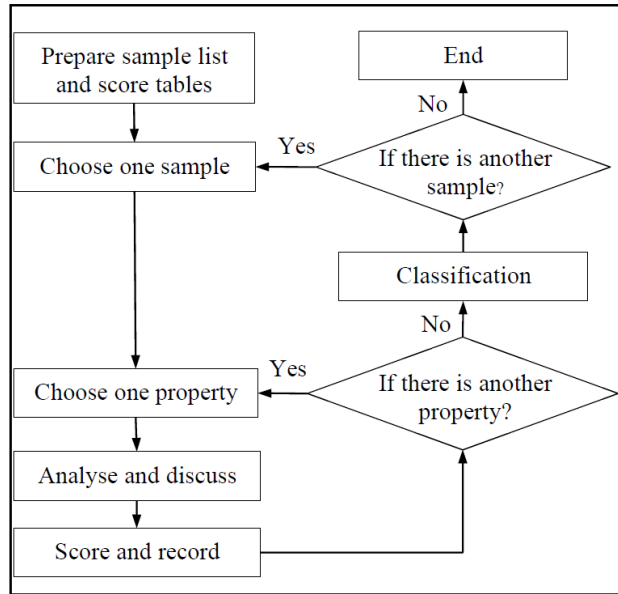 Prepare sample list
and score tables
End
No
Yes
Choose one sample
If there is another
sample?
Classification
No
Yes
Choose one property
If there is another
property?
Analyse and discuss
Score and record